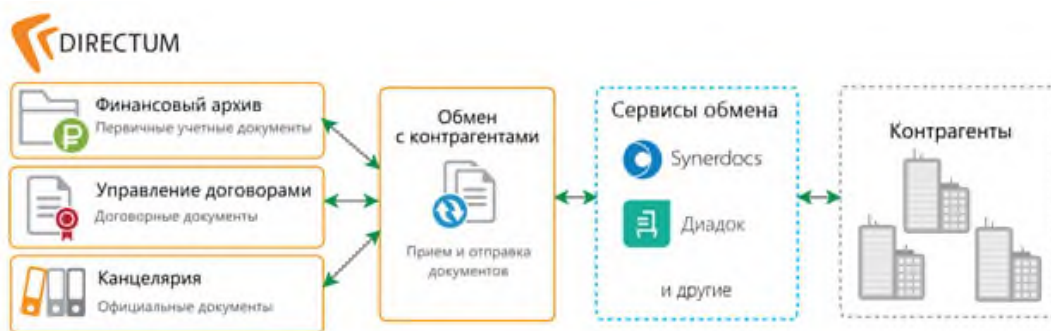 DIRECTUM
Финансовый архив
Первичные учетные документы
Управление договорами
Договорные документы
Канцелярия
Официальные документы
Обмен
с контрагентами
Прием и отправка
документов
Сервисы обмена
Synerdocs
Диадок
и другие
Контрагенты